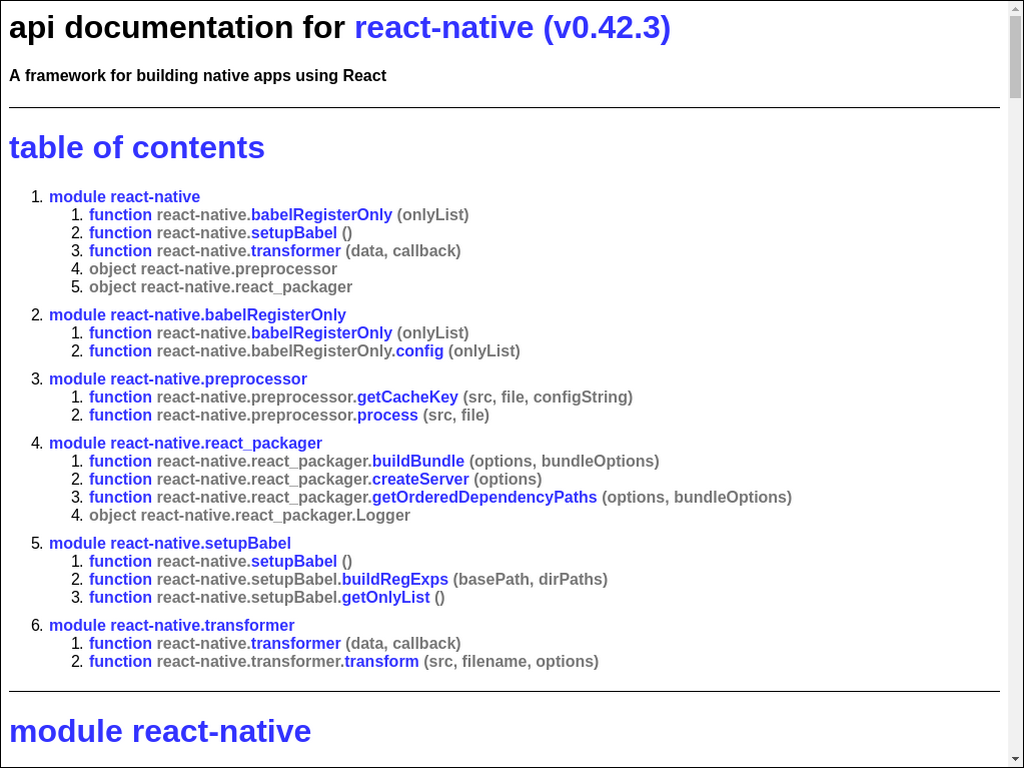 api documentation for react-native (v0.42.3)
A framework for building native apps using React
table of contents
1. module react-native
1. function react-native.babelRegisterOnly (onlyList)
2. function react-native.setupBabel ()
3. function react-native.transformer (data, callback)
4. object react-native.preprocessor
5. object react-native.react_packager
2. module react-native.babelRegisterOnly
1. function react-native.babelRegisterOnly (onlyList)
2. function react-native.babelRegisterOnly.config (onlyList)
3. module react-native.preprocessor
1. function react-native.preprocessor.getCacheKey (src, file, configString)
2. function react-native.preprocessor.process (src, file)
4. module react-native.react_packager
1. function react-native.react_packager.buildBundle (options, bundleOptions)
2. function react-native.react_packager.createServer (options)
3. function react-native.react_packager.getOrderedDependencyPaths (options, bundleOptions)
4. object react-native.react_packager.Logger
5. module react-native.setupBabel
1. function react-native.setupBabel ()
2. function react-native.setupBabel.buildRegExps (basePath, dirPaths)
3. function react-native.setupBabel.getOnlyList ()
6. module react-native.transformer
1. function react-native.transformer (data, callback)
2. function react-native.transformer.transform (src, filename, options)
module react-native